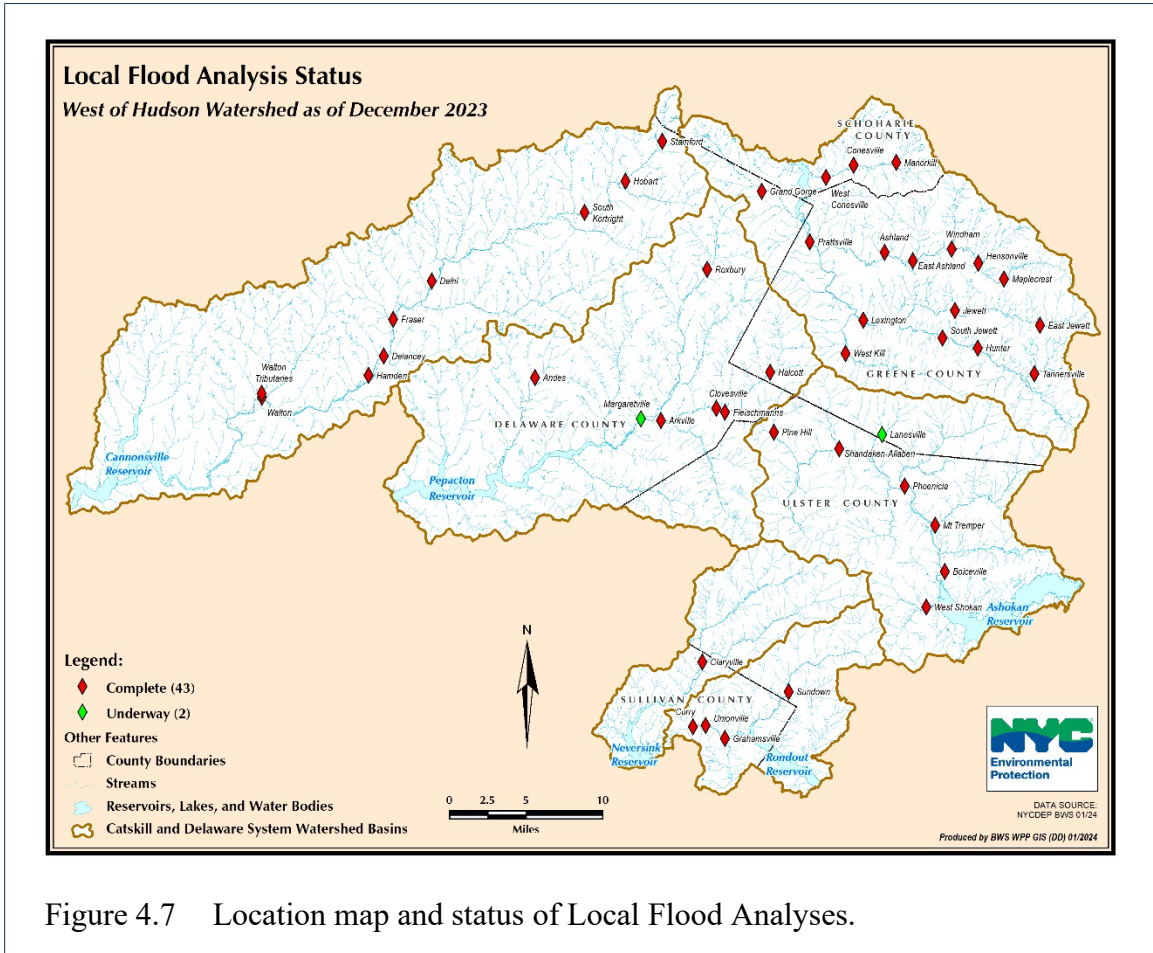 Local Flood Analysis Status
West of Hudson Watershed as of December 2023
SCHOHARIE
COUNTY
Stamford
Conesville
Manorkill
Hobart
Grand Gorge
West
Conesville
South
Kortright
Prattsville
Ashland
Windham
East Ashland
Hensonville
Roxbury
Maplecrest
Delhi
Jewett
Fraser
Lexington
East Jewett
South Jewett
Hunter
Delancey
West Kill
GREENE COUNTY
Tannersville
Hamden
Halcott
Andes
Walton
Tributaries
Walton
Clovesville
Margaretville
Fleischmanns
DELAWARE COUNTY
Arkville
Pine Hill
Lanesville
Shandaken-Allaben
Cannonsville
Reservoir
Pepacton
Reservoir
Phoenicia
ULSTER COUNTY
Mt Tremper
Boiceville
West Shokan
Ashokan
Reservoir
N
Claryville
Sundown
SULLIVAN COUNTY
Curry
Unionville
Grahamsville
Neversink
Reservoir
Rondout
Reservoir
Legend:
Complete (43)
Underway (2)
Other Features
County Boundaries
Streams
Reservoirs, Lakes, and Water Bodies
Catskill and Delaware System Watershed Basins
0 2.5 5 10
Miles
NYC
Environmental
Protection
DATA SOURCE:
NYCDEP BWS 01/24
Produced by BWS WPP GIS (DD) 01/2024
Figure 4.7 Location map and status of Local Flood Analyses.